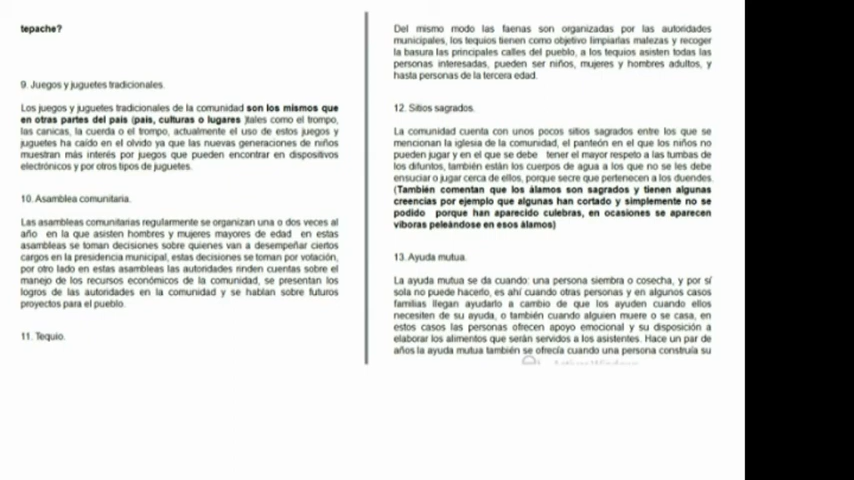 tepache?
9. Juegos y juguetes tradicionales.
Los juegos y juguetes tradicionales de la comunidad son los mismos que
en otras partes del país (país, culturas o lugares )tales como el trompo,
las canicas, la cuerda o el trompo, actualmente el uso de estos juegos y
juguetes ha caído en el olvido ya que las nuevas generaciones de niños
muestran más interés por juegos que pueden encontrar en dispositivos
electrónicos y por otros tipos de juguetes.
10. Asamblea comunitaria.
Las asambleas comunitarias regularmente se organizan una o dos veces al
año en la que asisten hombres y mujeres mayores de edad en estas
asambleas se toman decisiones sobre quienes van a desempeñar ciertos
cargos en la presidencia municipal, estas decisiones se toman por votación,
por otro lado en estas asambleas las autoridades rinden cuentas sobre el
manejo de los recursos económicos de la comunidad, se presentan los
logros de las autoridades en la comunidad y se hablan sobre futuros
proyectos para el pueblo.
11. Tequio.
Del mismo modo las faenas son organizadas por las autoridades
municipales, los tequios tienen como objetivo limpiarlas malezas y recoger
la basura las principales calles del pueblo, a los tequios asisten todas las
personas interesadas, pueden ser niños, mujeres y hombres adultos, y
hasta personas de la tercera edad.
12. Sitios sagrados.
La comunidad cuenta con unos pocos sitios sagrados entre los que se
mencionan la iglesia de la comunidad, el panteón en el que los niños no
pueden jugar y en el que se debe tener el mayor respeto a las tumbas de
los difuntos, también están los cuerpos de agua a los que no se les debe
ensuciar o jugar cerca de ellos, porque secre que pertenecen a los duendes.
(También comentan que los álamos son sagrados y tienen algunas
creencias por ejemplo que algunas han cortado y simplemente no se
podido porque han aparecido culebras, en ocasiones se aparecen
víboras peleándose en esos álamos)
13. Ayuda mutua.
La ayuda mutua se da cuando: una persona siembra o cosecha, y por sí
sola no puede hacerlo, es ahí cuando otras personas y en algunos casos
familias llegan ayudarlo a cambio de que los ayuden cuando ellos
necesiten de su ayuda, o también cuando alguien muere o se casa, en
estos casos las personas ofrecen apoyo emocional y su disposición a
elaborar los alimentos que serán servidos a los asistentes. Hace un par de
años la ayuda mutua también se ofrecía cuando una persona construía su